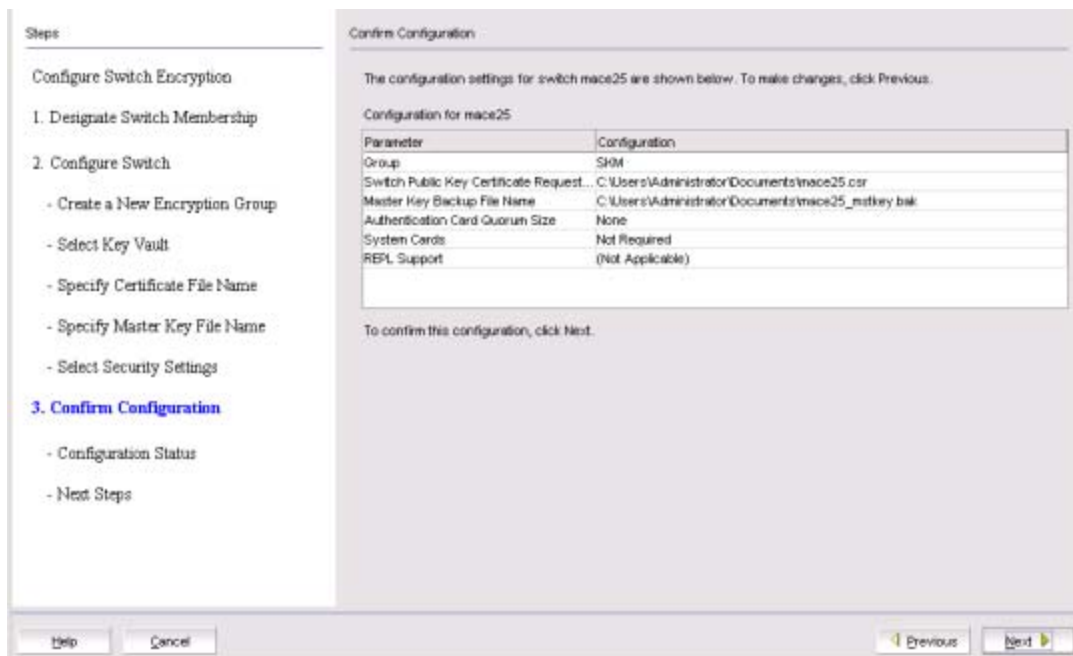 Steps
Configure Switch Encryption
1. Designate Switch Membership
2. Configure Switch
- Create a New Encryption Group
- Select Key Vault
- Specify Certificate File Name
- Specify Master Key File Name
- Select Security Settings
3. Confirm Configuration
- Configuration Status
- Next Steps
Confirm Configuration
The configuration settings for switch mace25 are shown below. To make changes, click Previous.
Configuration for mace25
Parameter Configuration
Group SKM
Switch Public Key Certificate Request... C:\Users\Administrator\Documents\mace25.csr
Master Key Backup File Name C:\Users\Administrator\Documents\mace25_mstkey.bak
Authentication Card Quorum Size None
System Cards Not Required
REPL Support (Not Applicable)
To confirm this configuration, click Next.
Help Cancel Previous Next